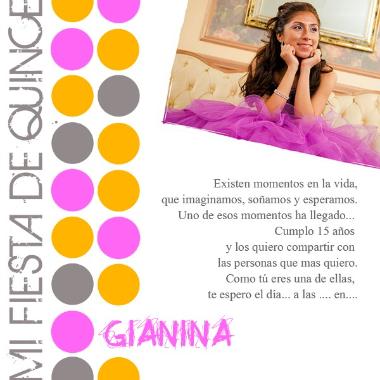 MI FIESTA DE QUINCE
Existen momentos en la vida,
que imaginamos, soñamos y esperamos.
Uno de esos momentos ha llegado...
Cumplo 15 años
y los quiero compartir con
las personas que mas quiero.
Como tú eres una de ellas,
te espero el dia... a las .... en....
GIANINA